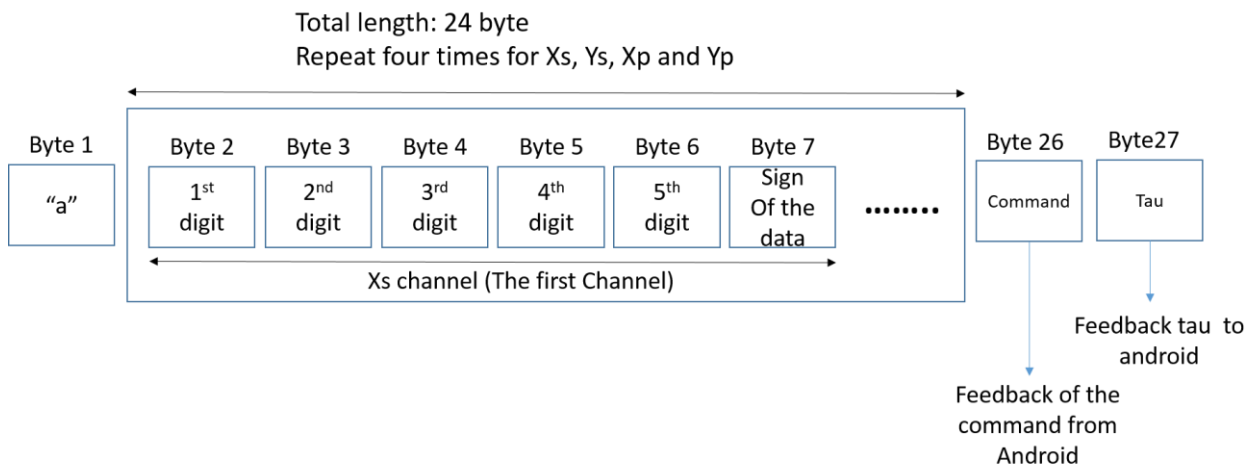 Total length: 24 byte
Repeat four times for Xs, Ys, Xp and Yp
Byte 1
“a”
Byte 2
1st
digit
Byte 3
2nd
digit
Byte 4
3rd
digit
Byte 5
4th
digit
Byte 6
5th
digit
Byte 7
Sign
Of the
data
........
Xs channel (The first Channel)
Byte 26
Command
Byte27
Tau
Feedback tau to
android
Feedback of the
command from
Android